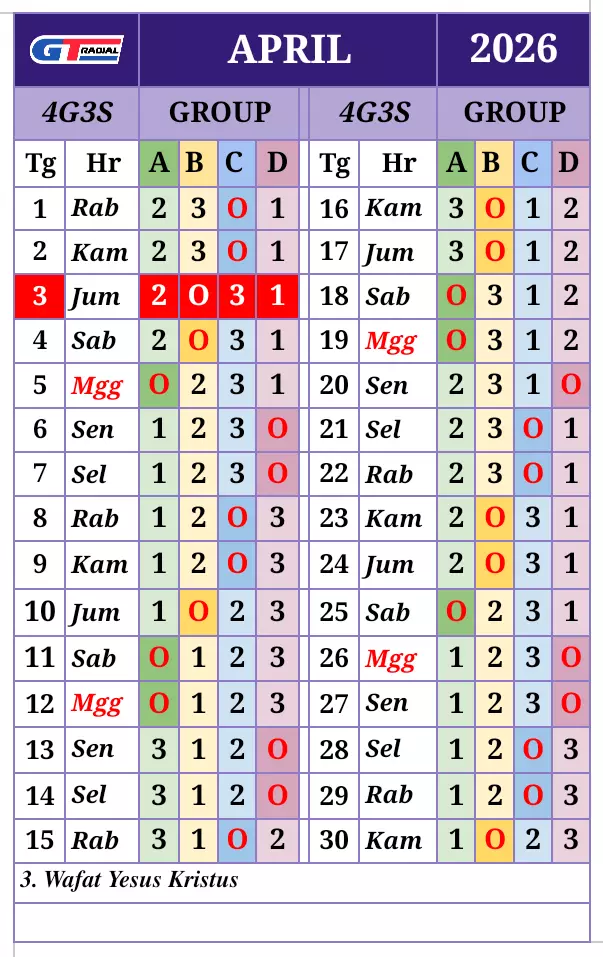 GT RADIAL APRIL 2026
4G3S GROUP 4G3S GROUP
Tg Hr A B C D Tg Hr A B C D
1 Rab 2 3 O 1 16 Kam 3 O 1 2
2 Kam 2 3 O 1 17 Jum 3 O 1 2
3 Jum 2 O 3 1 18 Sab O 3 1 2
4 Sab 2 O 3 1 19 Mgg O 3 1 2
5 Mgg O 2 3 1 20 Sen 2 3 1 O
6 Sen 1 2 3 O 21 Sel 2 3 O 1
7 Sel 1 2 3 O 22 Rab 2 3 O 1
8 Rab 1 2 O 3 23 Kam 2 O 3 1
9 Kam 1 2 O 3 24 Jum 2 O 3 1
10 Jum 1 O 2 3 25 Sab O 2 3 1
11 Sab O 1 2 3 26 Mgg 1 2 3 O
12 Mgg O 1 2 3 27 Sen 1 2 3 O
13 Sen 3 1 2 O 28 Sel 1 2 O 3
14 Sel 3 1 2 O 29 Rab 1 2 O 3
15 Rab 3 1 O 2 30 Kam 1 O 2 3
3. Wafat Yesus Kristus